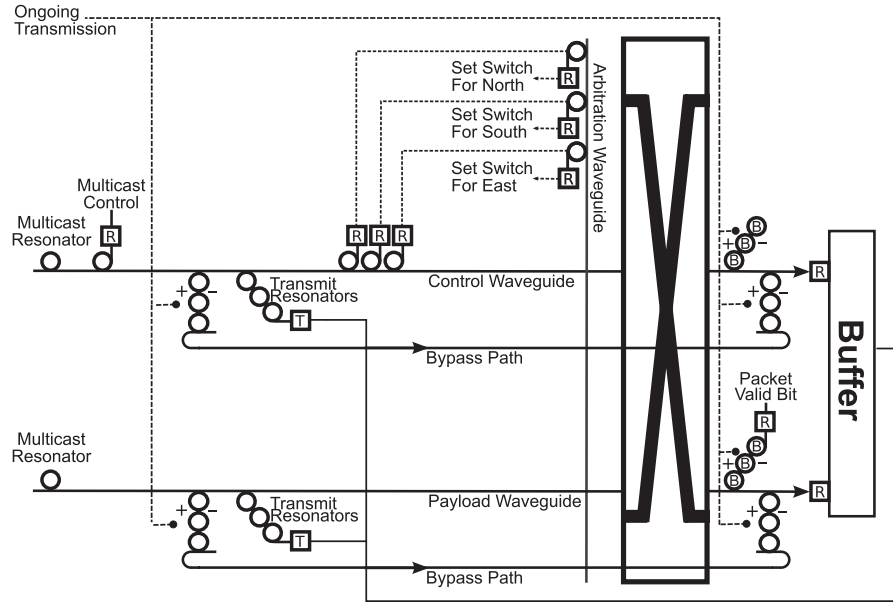 Ongoing
Transmission
Set Switch
For North
R
Set Switch
For South
R
Set Switch
For East
R
Arbitration Waveguide
Multicast
Control
R
Multicast
Resonator
R R R
B
+ B –
B
Control Waveguide
R
+ –
Transmit
Resonators
T
+ –
Bypass Path
Buffer
Packet
Valid Bit
R
Multicast
Resonator
B
+ B –
B
Payload Waveguide
R
+ –
Transmit
Resonators
T
+ –
Bypass Path